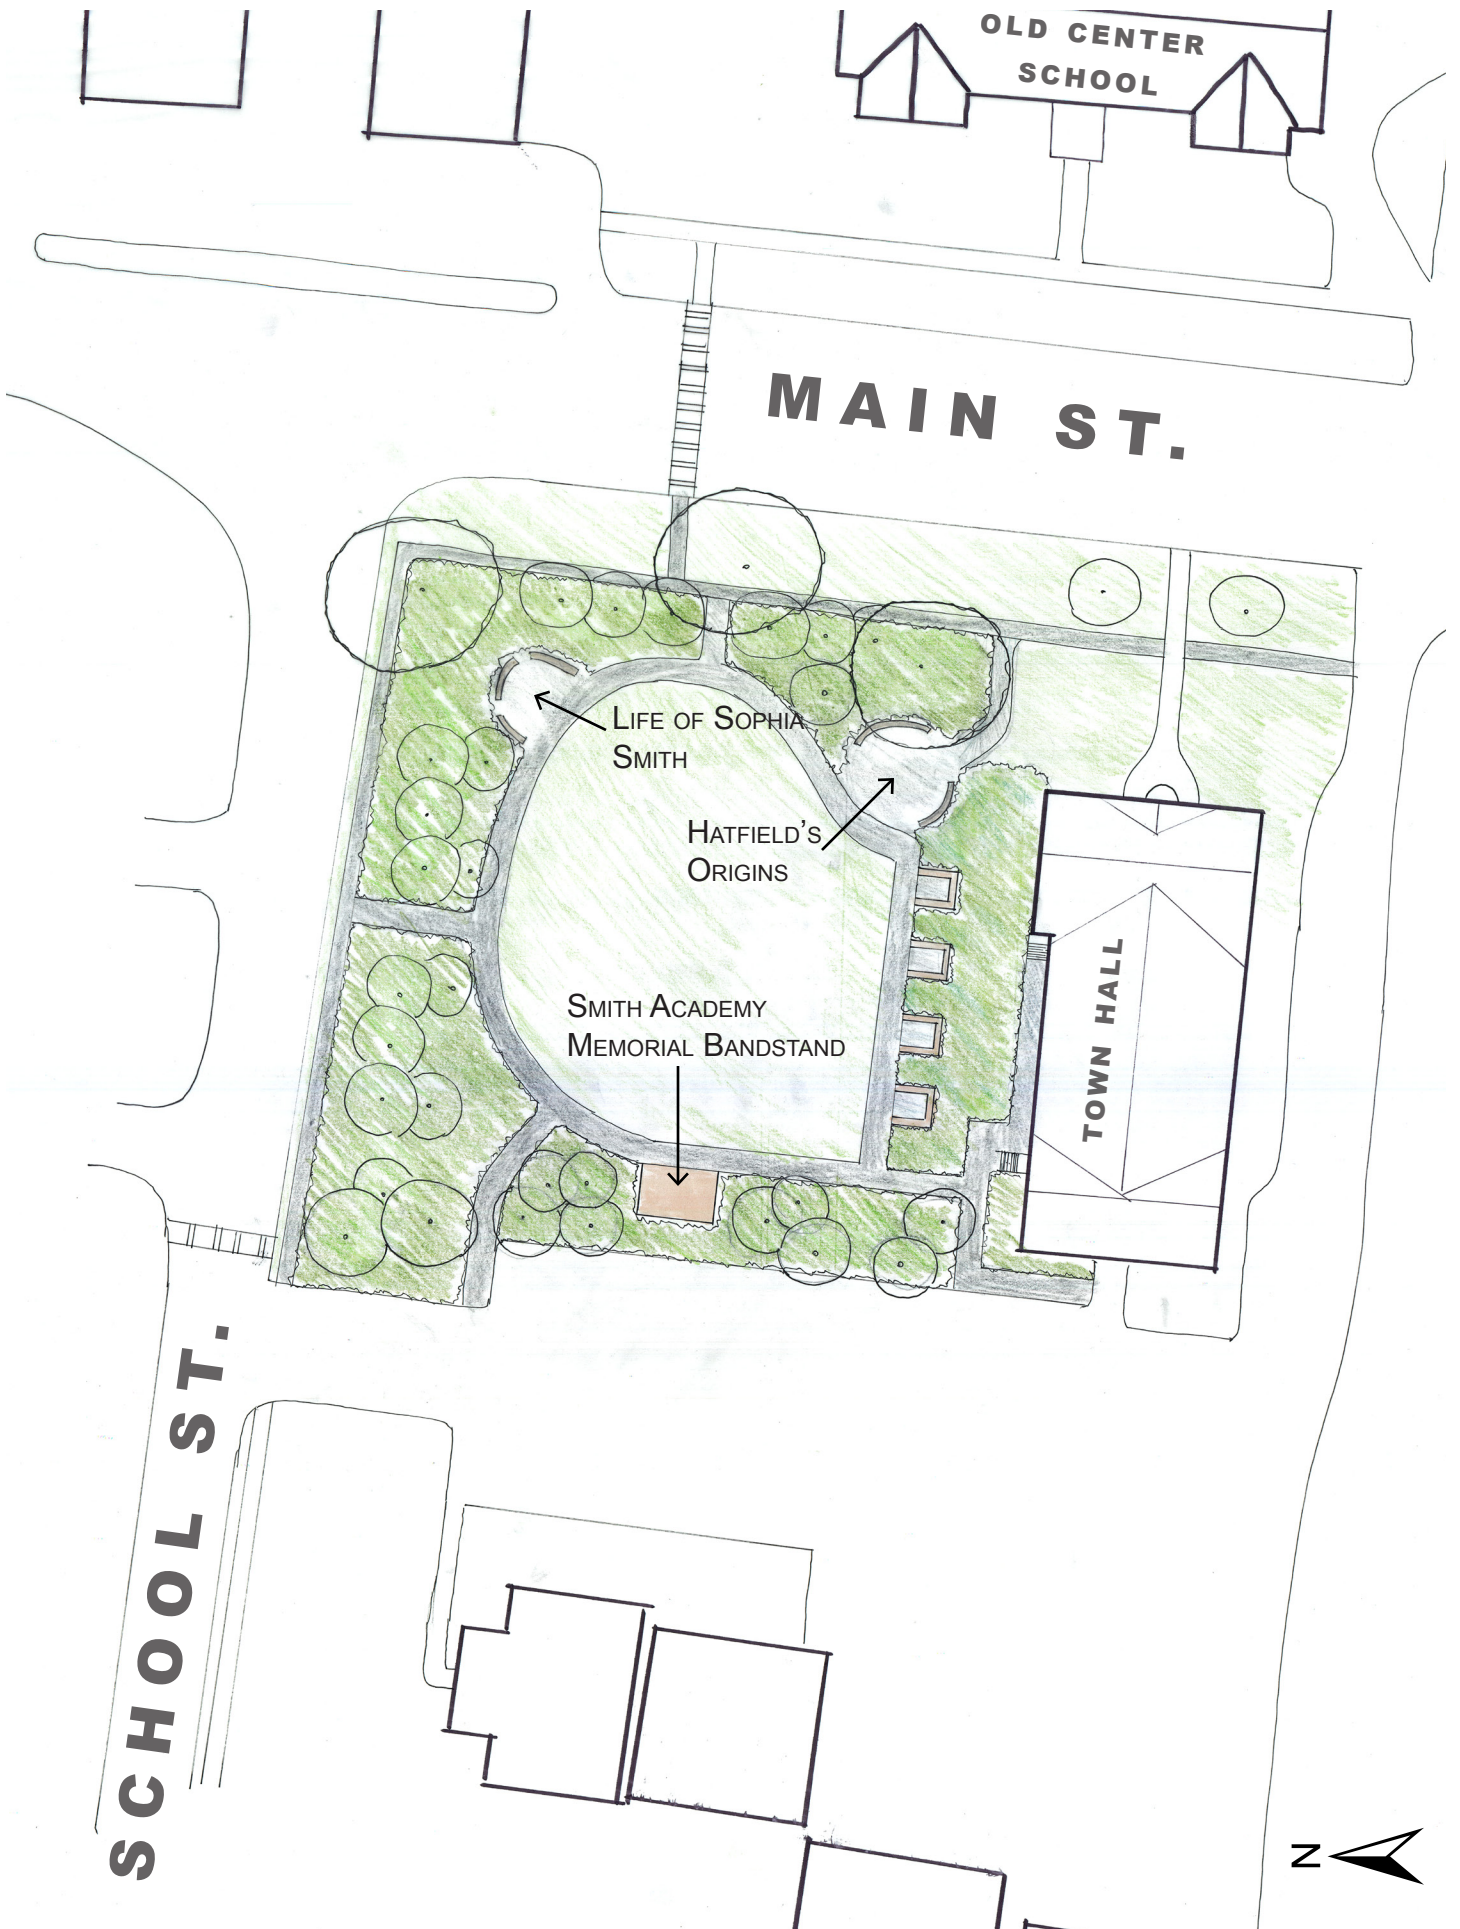 OLD CENTER
SCHOOL
MAIN ST.
Life of Sophia
Smith
Hatfield's
Origins
Smith Academy
Memorial Bandstand
TOWN HALL
SCHOOL ST.
N